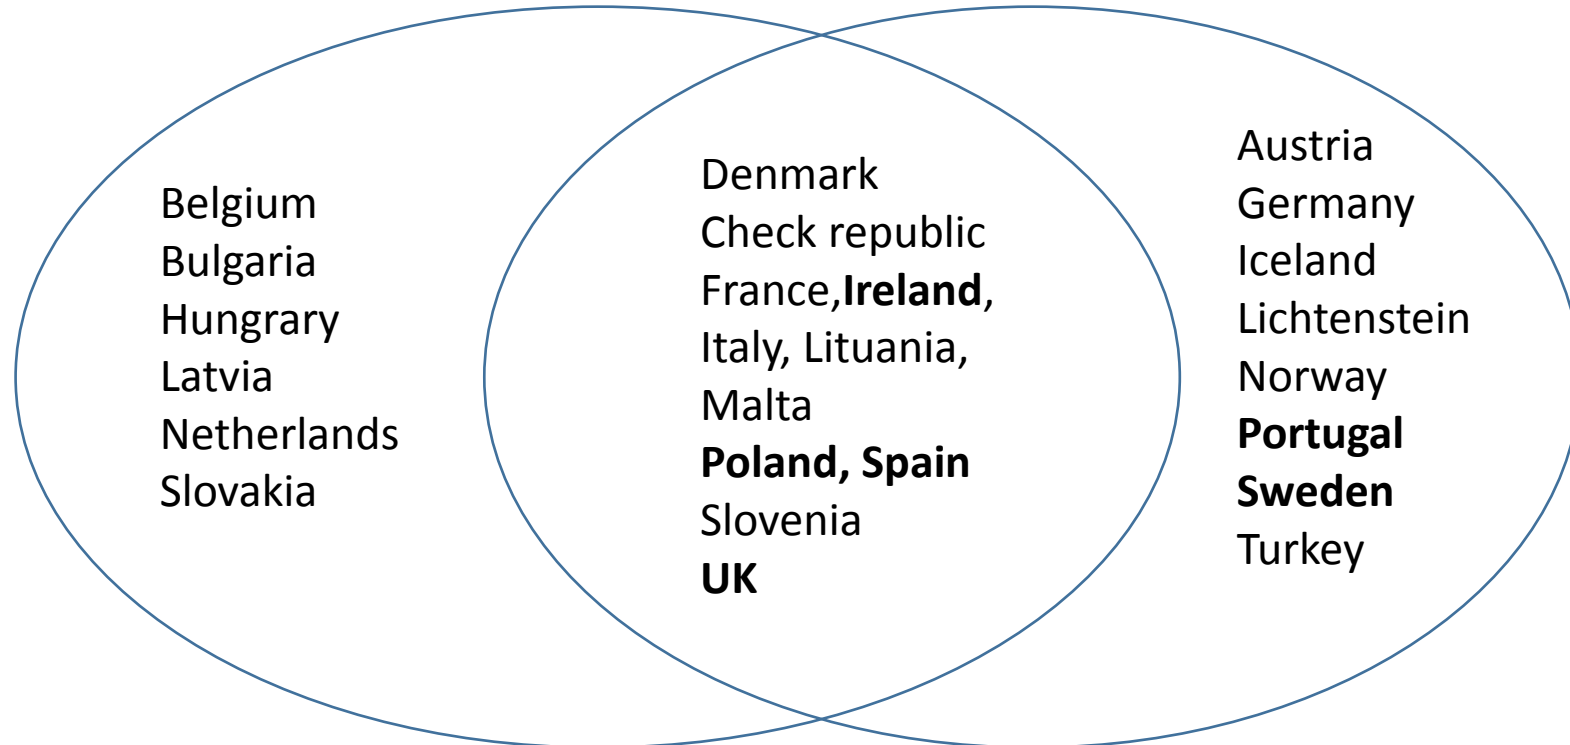 Belgium
Bulgaria
Hungrary
Latvia
Netherlands
Slovakia
Denmark
Check republic
France,Ireland,
Italy, Lituania,
Malta
Poland, Spain
Slovenia
UK
Austria
Germany
Iceland
Lichtenstein
Norway
Portugal
Sweden
Turkey